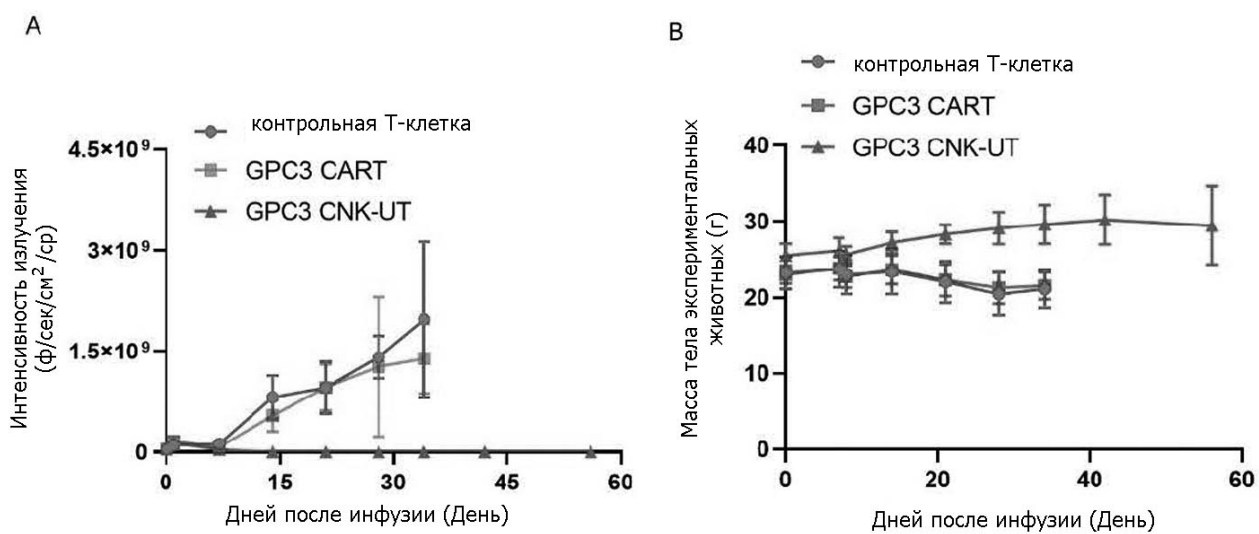 A
контрольная Т-клетка
GPC3 CART
GPC3 CNK-UT
4.5×10⁹
3×10⁹
1.5×10⁹
0
Интенсивность излучения
(ф/сек/см²/ср)
0 15 30 45 60
Дней после инфузии (День)
B
контрольная Т-клетка
GPC3 CART
GPC3 CNK-UT
40
30
20
10
0
Масса тела экспериментальных
животных (г)
0 20 40 60
Дней после инфузии (День)